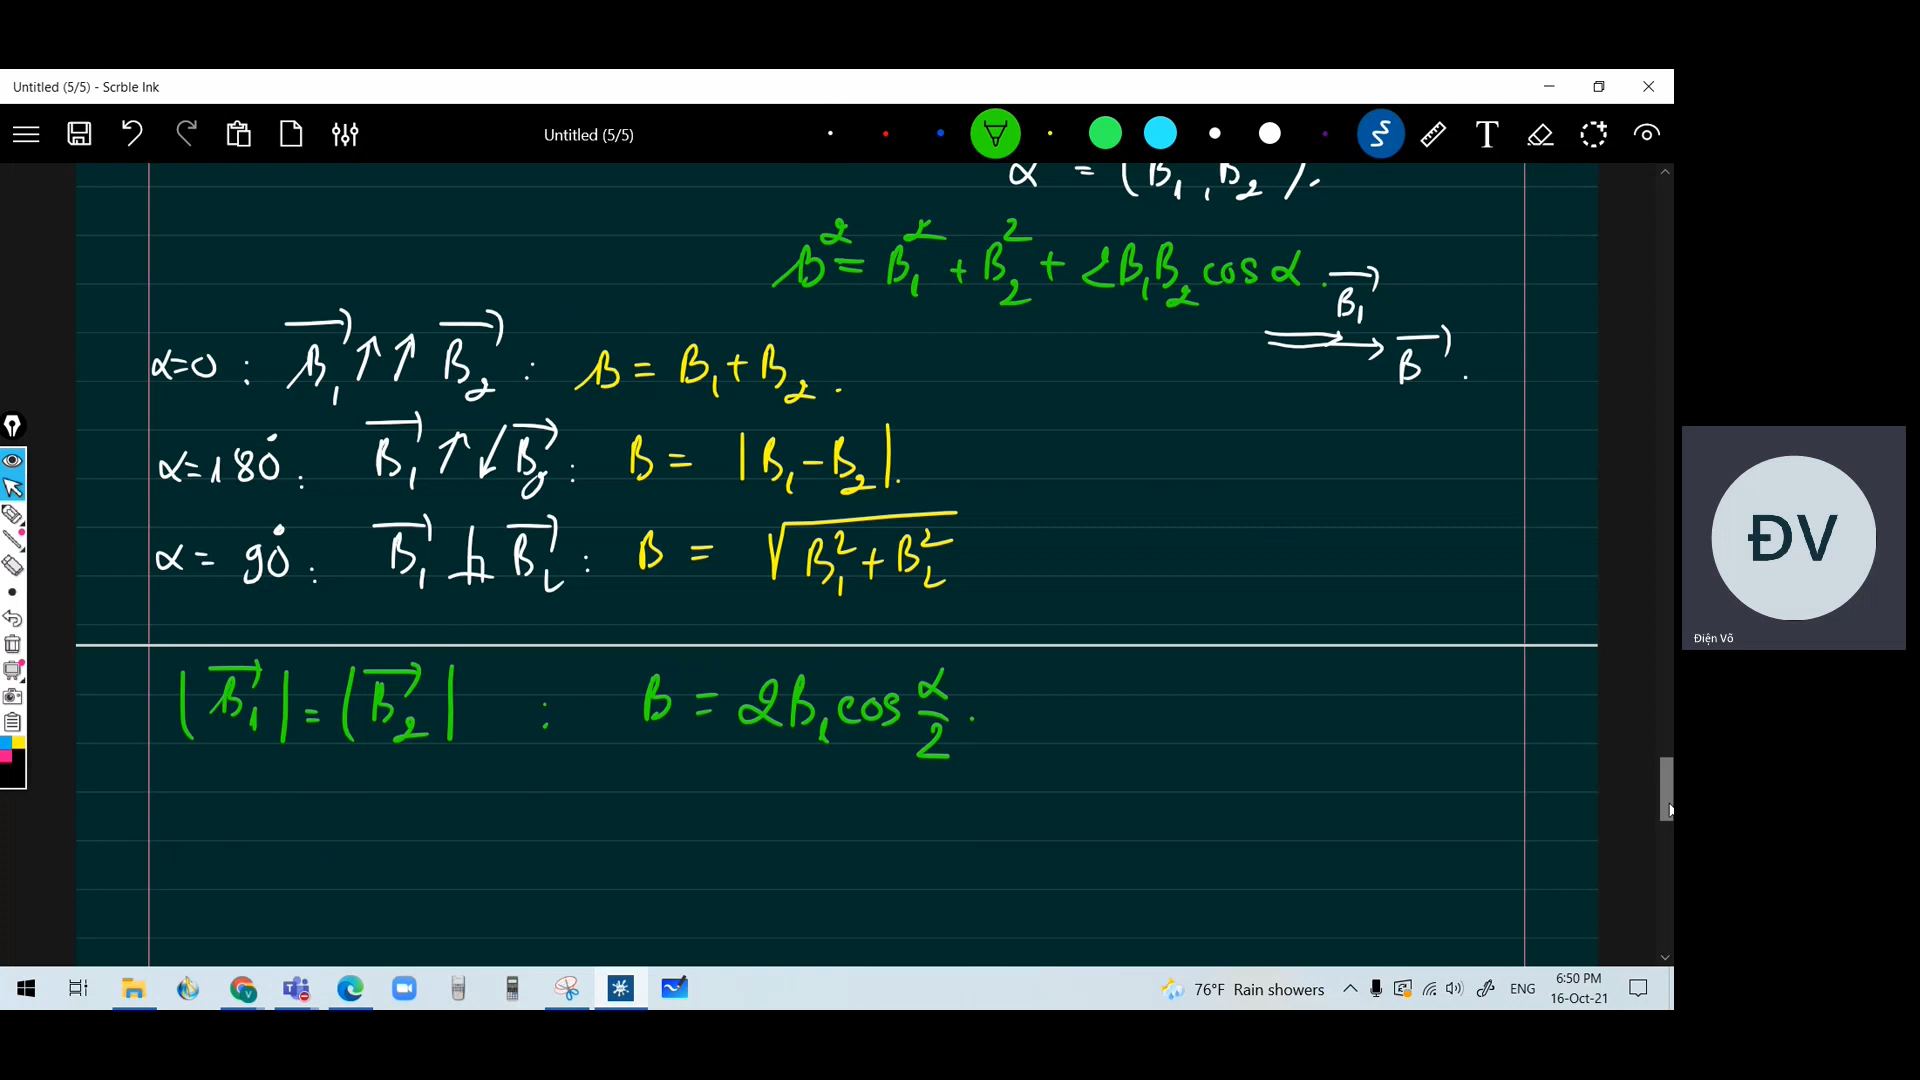 Untitled (5/5) - Scrble Ink
Untitled (5/5)
T
α = (B₁, B₂).
B² = B₁² + B₂² + 2B₁B₂ cos α.
B₁→
B→ .
α=0 : B₁→ ↑↑ B₂→ : B = B₁ + B₂.
α=180°: B₁→ ↑↙ B₂→ : B = |B₁ − B₂|.
α = 90°: B₁→ ⊥ B₂→ : B = √(B₁² + B₂²)
|B₁→| = |B₂→| : B = 2B₁cos α/2.
ĐV
Điện Võ
76°F Rain showers
ENG
6:50 PM
16-Oct-21